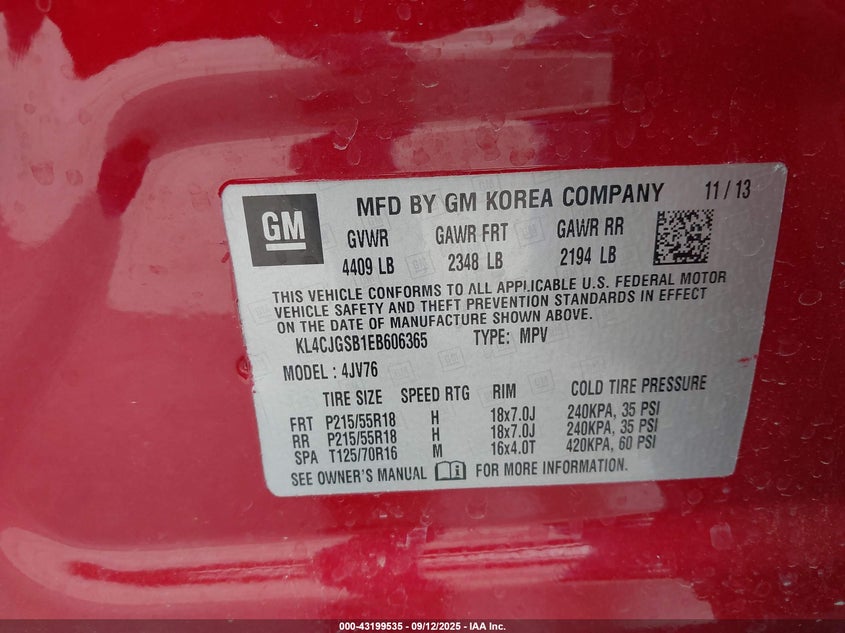 GM
MFD BY GM KOREA COMPANY 11 / 13
GVWR GAWR FRT GAWR RR
4409 LB 2348 LB 2194 LB
THIS VEHICLE CONFORMS TO ALL APPLICABLE U.S. FEDERAL MOTOR
VEHICLE SAFETY AND THEFT PREVENTION STANDARDS IN EFFECT
ON THE DATE OF MANUFACTURE SHOWN ABOVE.
KL4CJGSB1EB606365 TYPE: MPV
MODEL : 4JV76
TIRE SIZE SPEED RTG RIM COLD TIRE PRESSURE
FRT P215/55R18 H 18x7.0J 240KPA, 35 PSI
RR P215/55R18 H 18x7.0J 240KPA, 35 PSI
SPA T125/70R16 M 16x4.0T 420KPA, 60 PSI
SEE OWNER'S MANUAL FOR MORE INFORMATION.
000-43199535 - 09/12/2025 - IAA Inc.